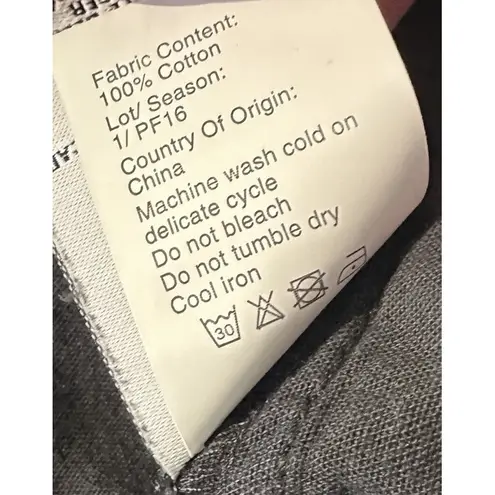 Fabric Content:
100% Cotton
Lot/ Season:
1/ PF16
Country Of Origin:
China
Machine wash cold on
delicate cycle
Do not bleach
Do not tumble dry
Cool iron
30